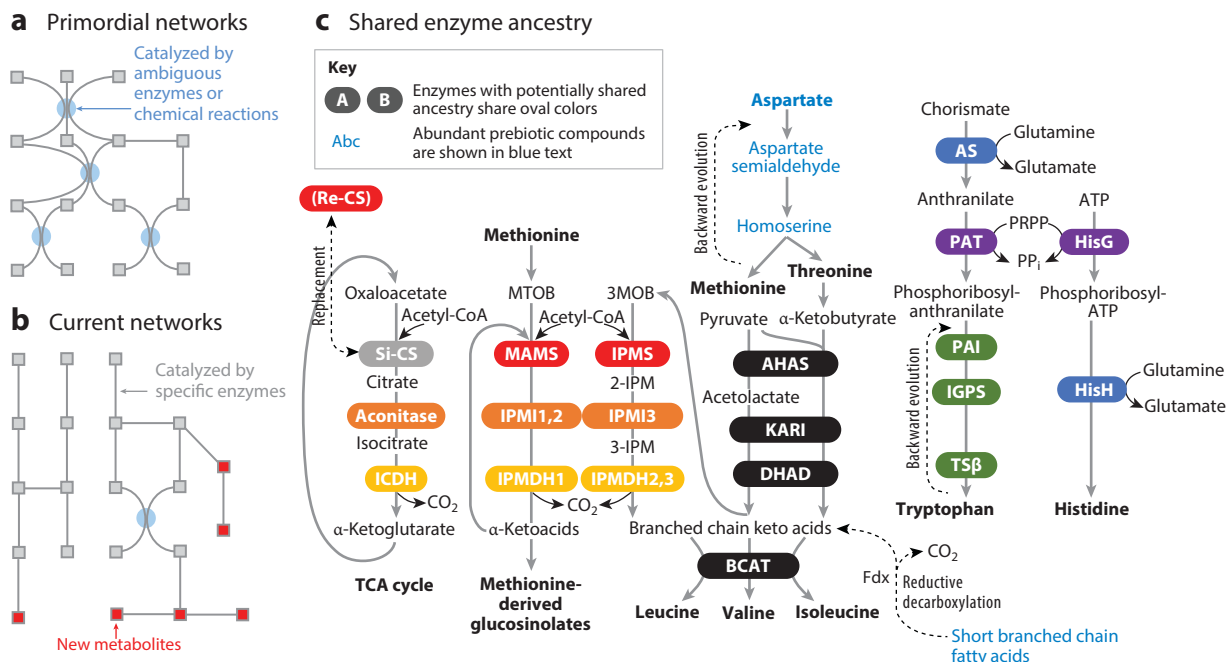 a Primordial networks
Catalyzed by
ambiguous
enzymes or
chemical reactions
b Current networks
Catalyzed by
specific enzymes
New metabolites
c Shared enzyme ancestry
Key
A B Enzymes with potentially shared
ancestry share oval colors
Abc Abundant prebiotic compounds
are shown in blue text
(Re-CS)
Replacement
Oxaloacetate
Acetyl-CoA
Si-CS
Citrate
Aconitase
Isocitrate
ICDH
CO2
α-Ketoglutarate
TCA cycle
Methionine
MTOB
3MOB
Acetyl-CoA
MAMS
IPMS
2-IPM
IPMI1,2
IPMI3
3-IPM
IPMDH1
IPMDH2,3
CO2
α-Ketoacids
Methionine-
derived
glucosinolates
Aspartate
Aspartate
semialdehyde
Homoserine
Backward evolution
Methionine
Threonine
Pyruvate
α-Ketobutyrate
AHAS
Acetolactate
KARI
DHAD
Branched chain keto acids
BCAT
Leucine
Valine
Isoleucine
CO2
Fdx
Reductive
decarboxylation
Short branched chain
fatty acids
Chorismate
Glutamine
AS
Glutamate
Anthranilate
PAT
PRPP
PPi
Phosphoribosyl-
anthranilate
PAI
IGPS
Backward evolution
TSβ
Tryptophan
ATP
HisG
Phosphoribosyl-
ATP
Glutamine
HisH
Glutamate
Histidine